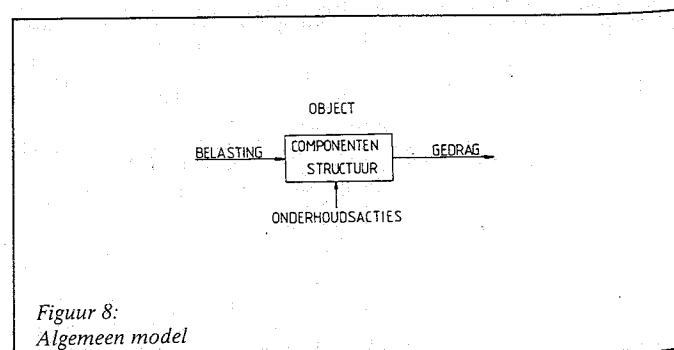 OBJECT
BELASTING
COMPONENTEN
STRUCTUUR
GEDRAG
ONDERHOUDSACTIES
Figuur 8:
Algemeen model